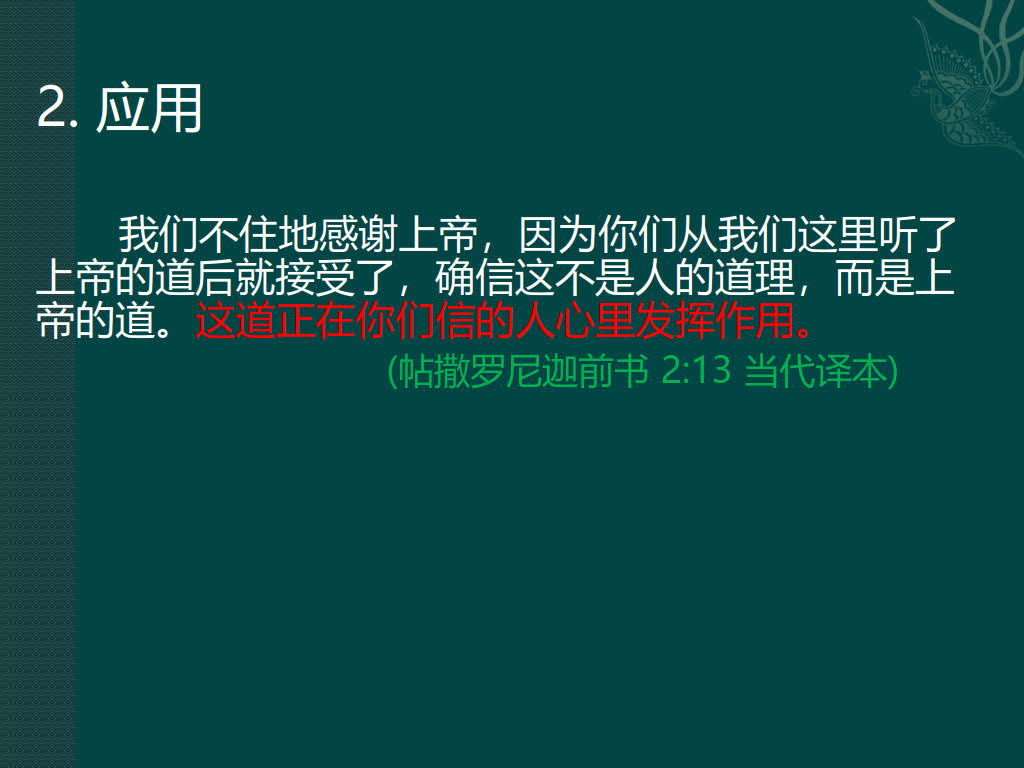 2. 应用
我们不住地感谢上帝，因为你们从我们这里听了
上帝的道后就接受了，确信这不是人的道理，而是上
帝的道。这道正在你们信的人心里发挥作用。
(帖撒罗尼迦前书 2:13 当代译本)